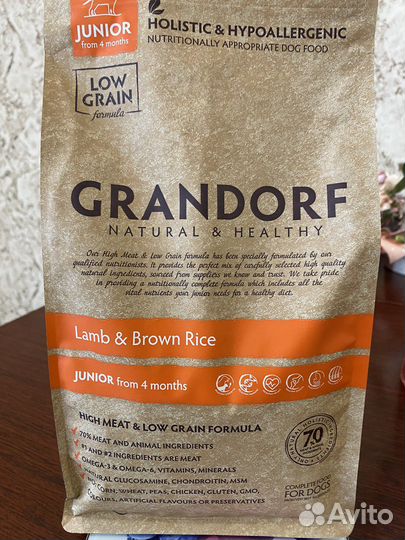 JUNIOR
from 4 months
HOLISTIC & HYPOALLERGENIC
NUTRITIONALLY APPROPRIATE DOG FOOD
LOW
GRAIN
formula
GRANDORF
NATURAL & HEALTHY
Our High Meat & Low Grain formula has been specially formulated by our
qualified nutritionists. It provides the perfect mix of carefully selected high quality
natural ingredients, sourced from suppliers we know and trust. We take pride
in providing a nutritionally complete formula which includes all the
vital nutrients your junior needs for a healthy diet.
Lamb & Brown Rice
JUNIOR from 4 months
HIGH MEAT & LOW GRAIN FORMULA
70% MEAT AND ANIMAL INGREDIENTS
#1 AND #2 INGREDIENTS ARE MEAT
OMEGA-3 & OMEGA-6, VITAMINS, MINERALS
NATURAL GLUCOSAMINE, CHONDROITIN, MSM
NO CORN, WHEAT, PEAS, CHICKEN, GLUTEN, GMO,
COLOURS, ARTIFICIAL FLAVOURS OR PRESERVATIVES
70
COMPLETE FOOD
FOR DOGS
Avito